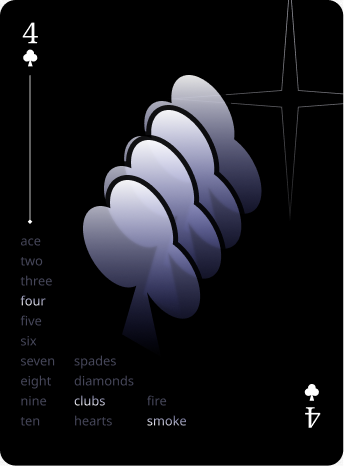 4
ace
two
three
four
five
six
seven spades
eight diamonds
nine clubs fire
ten hearts smoke
4